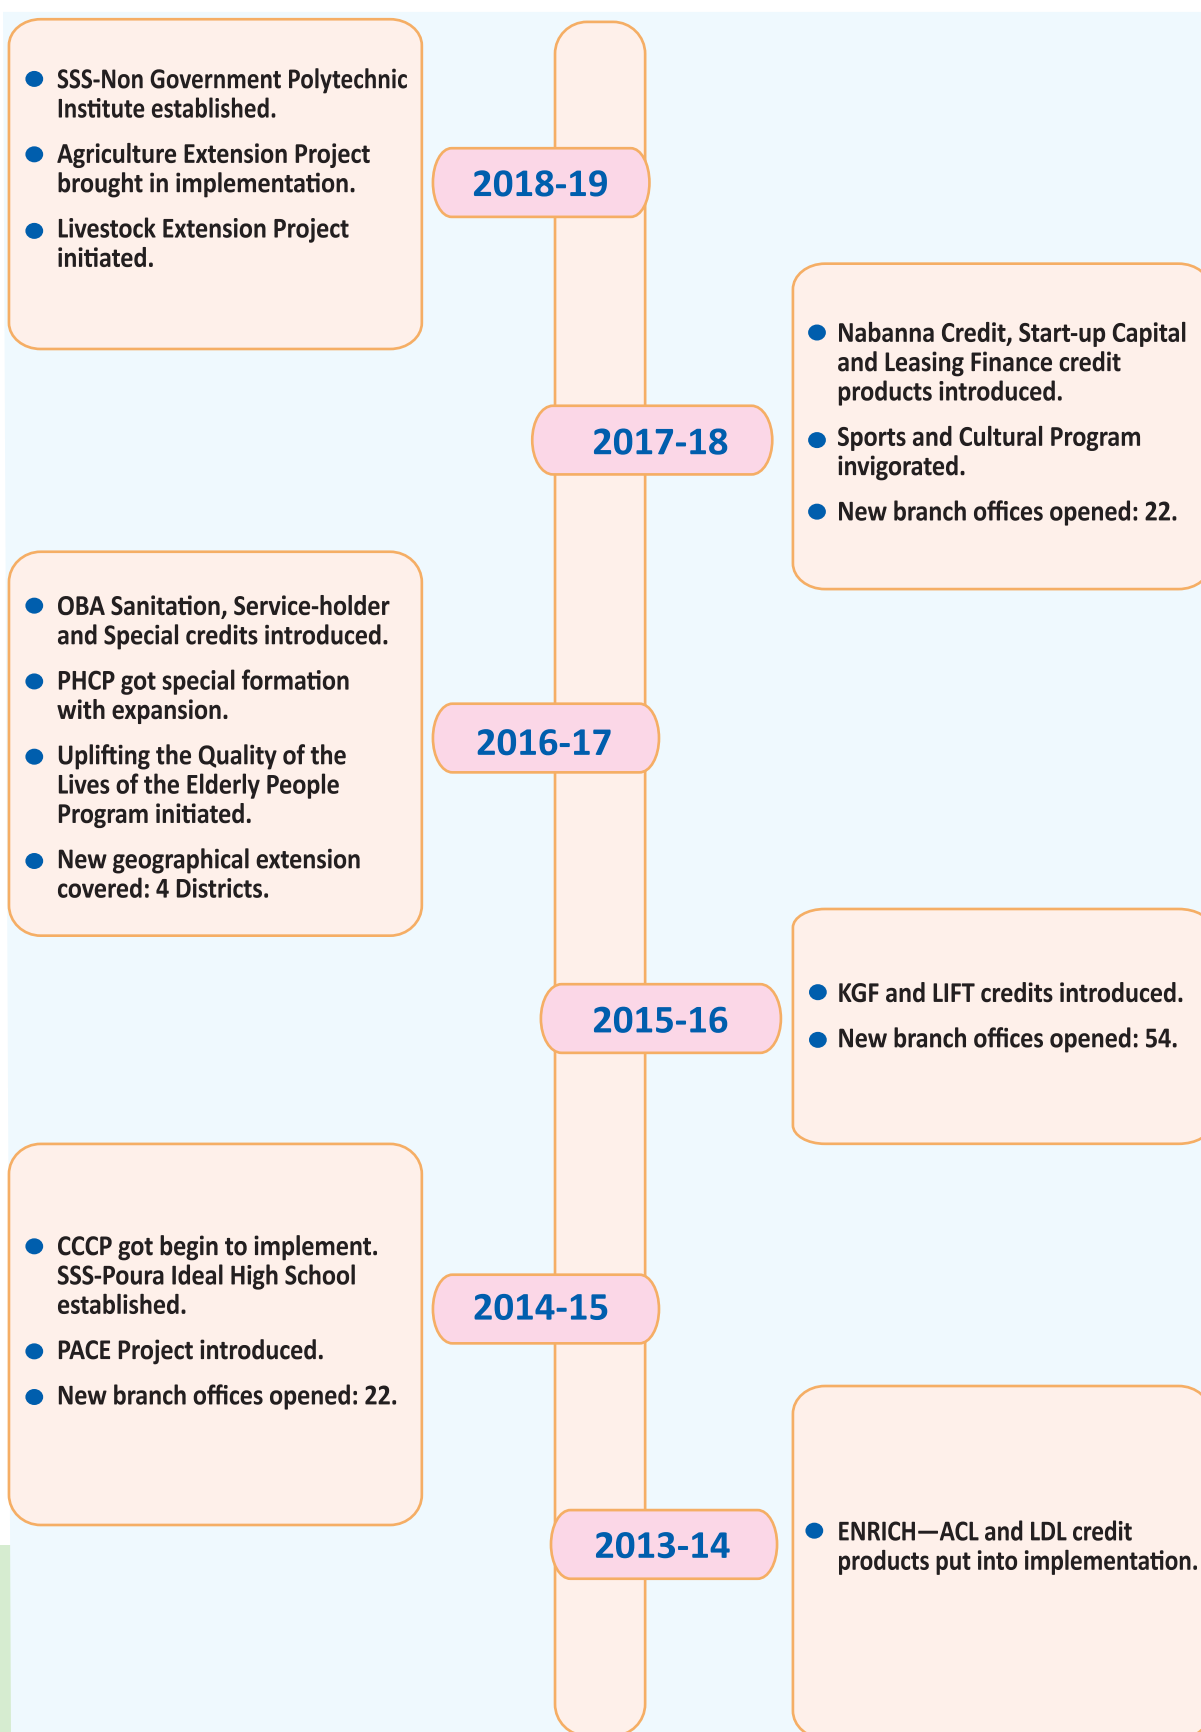 SSS-Non Government Polytechnic
Institute established.
Agriculture Extension Project
brought in implementation.
Livestock Extension Project
initiated.
2018-19
Nabanna Credit, Start-up Capital
and Leasing Finance credit
products introduced.
Sports and Cultural Program
invigorated.
New branch offices opened: 22.
2017-18
OBA Sanitation, Service-holder
and Special credits introduced.
PHCP got special formation
with expansion.
Uplifting the Quality of the
Lives of the Elderly People
Program initiated.
New geographical extension
covered: 4 Districts.
2016-17
KGF and LIFT credits introduced.
New branch offices opened: 54.
2015-16
CCCP got begin to implement.
SSS-Poura Ideal High School
established.
PACE Project introduced.
New branch offices opened: 22.
2014-15
ENRICH—ACL and LDL credit
products put into implementation.
2013-14